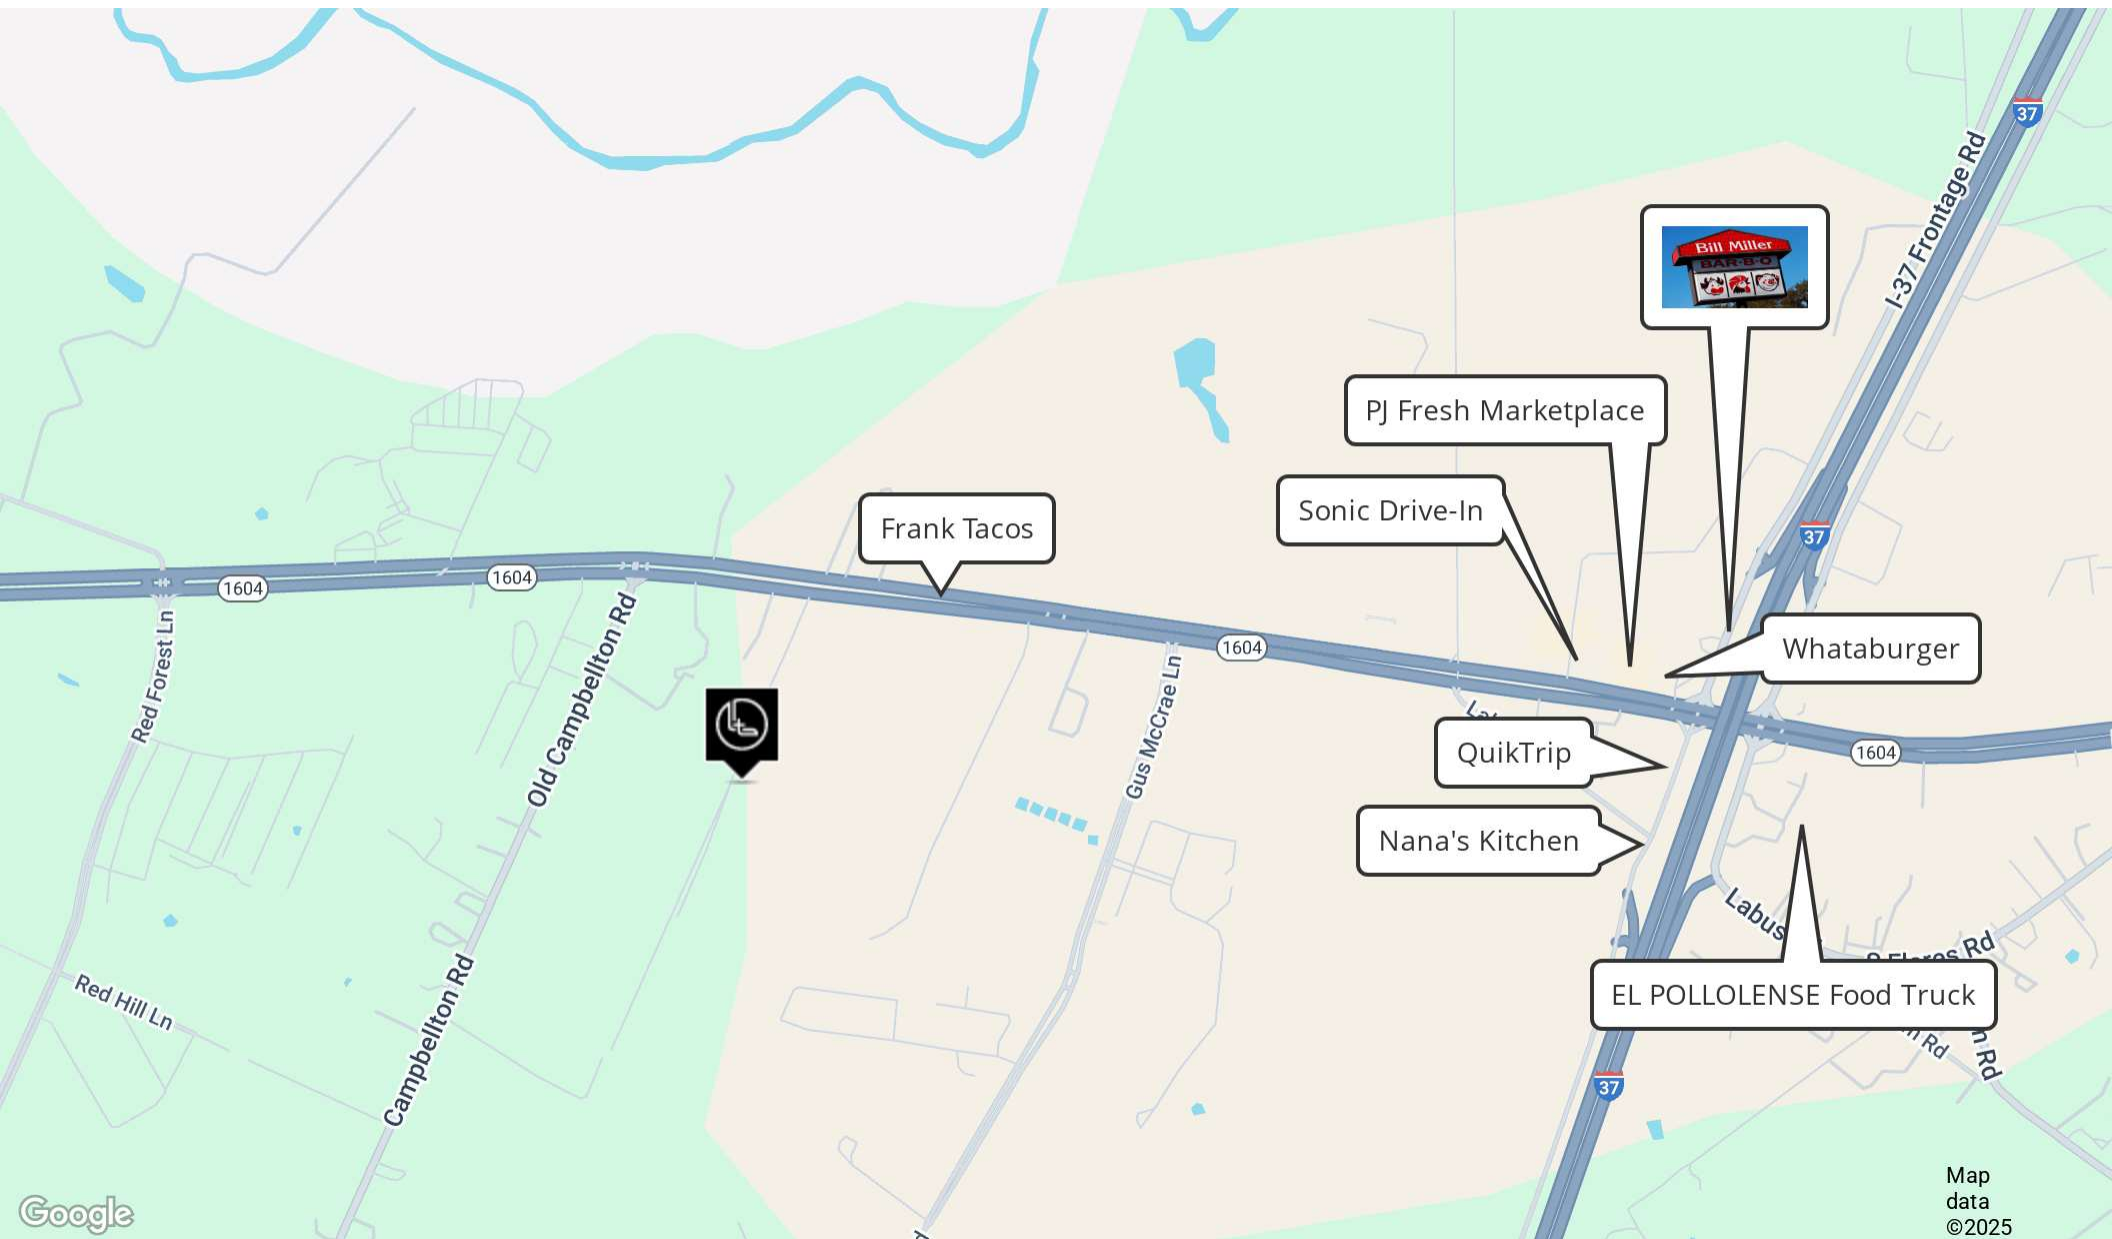 37
I-37 Frontage Rd
Bill Miller
BAR-B-Q
PJ Fresh Marketplace
Sonic Drive-In
Frank Tacos
37
1604
1604
Red Forest Ln
Old Campbellton Rd
1604
Gus McCrae Ln
Whataburger
QuikTrip
1604
Nana's Kitchen
Labus
S Flores Rd
EL POLLOLENSE Food Truck
Red Hill Ln
Campbellton Rd
Rd
Rd
37
Google
Map
data
©2025